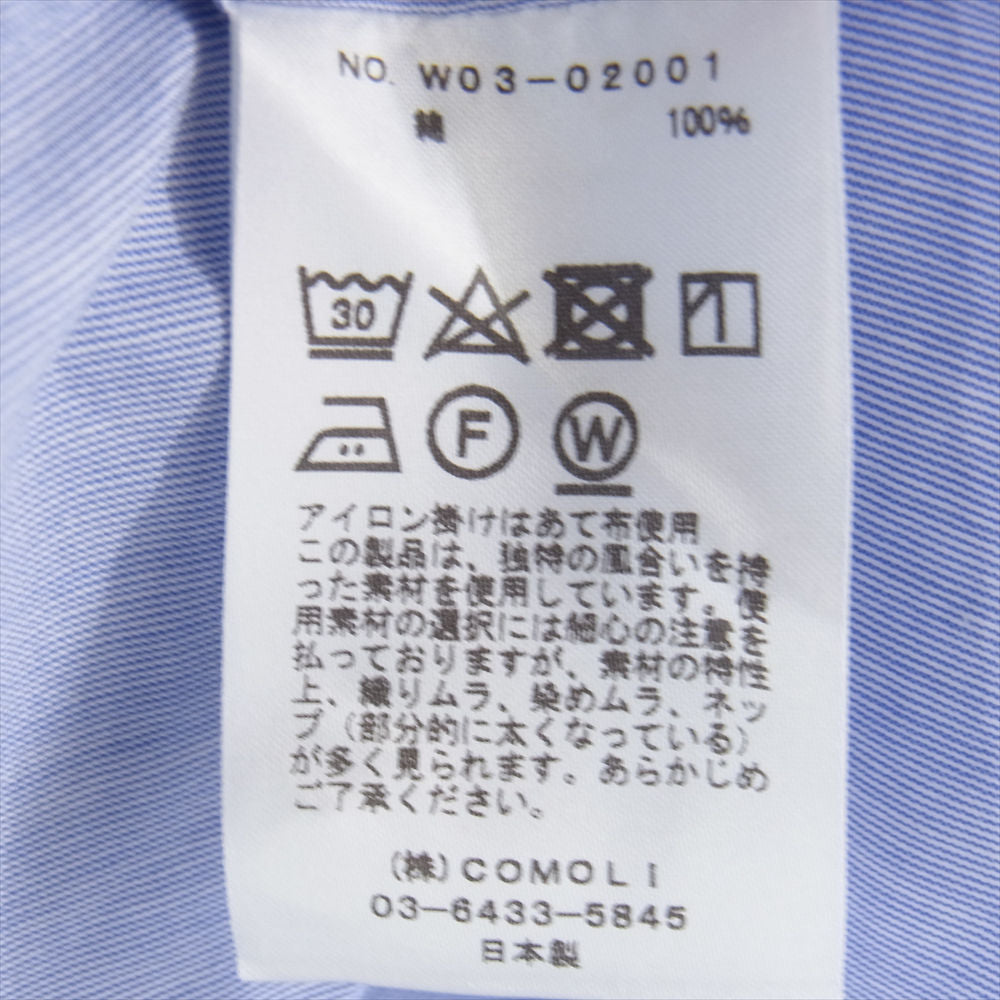 NO. W03-02001
綿 100%
30
F W
アイロン掛けはあて布使用
この製品は、独特の風合いを持
った素材を使用しています。使
用素材の選択には細心の注意を
払っておりますが、素材の特性
上、織りムラ、染めムラ、ネッ
プ（部分的に太くなっている）
が多く見られます。あらかじめ
ご了承ください。
(株)COMOLI
03-6433-5845
日本製